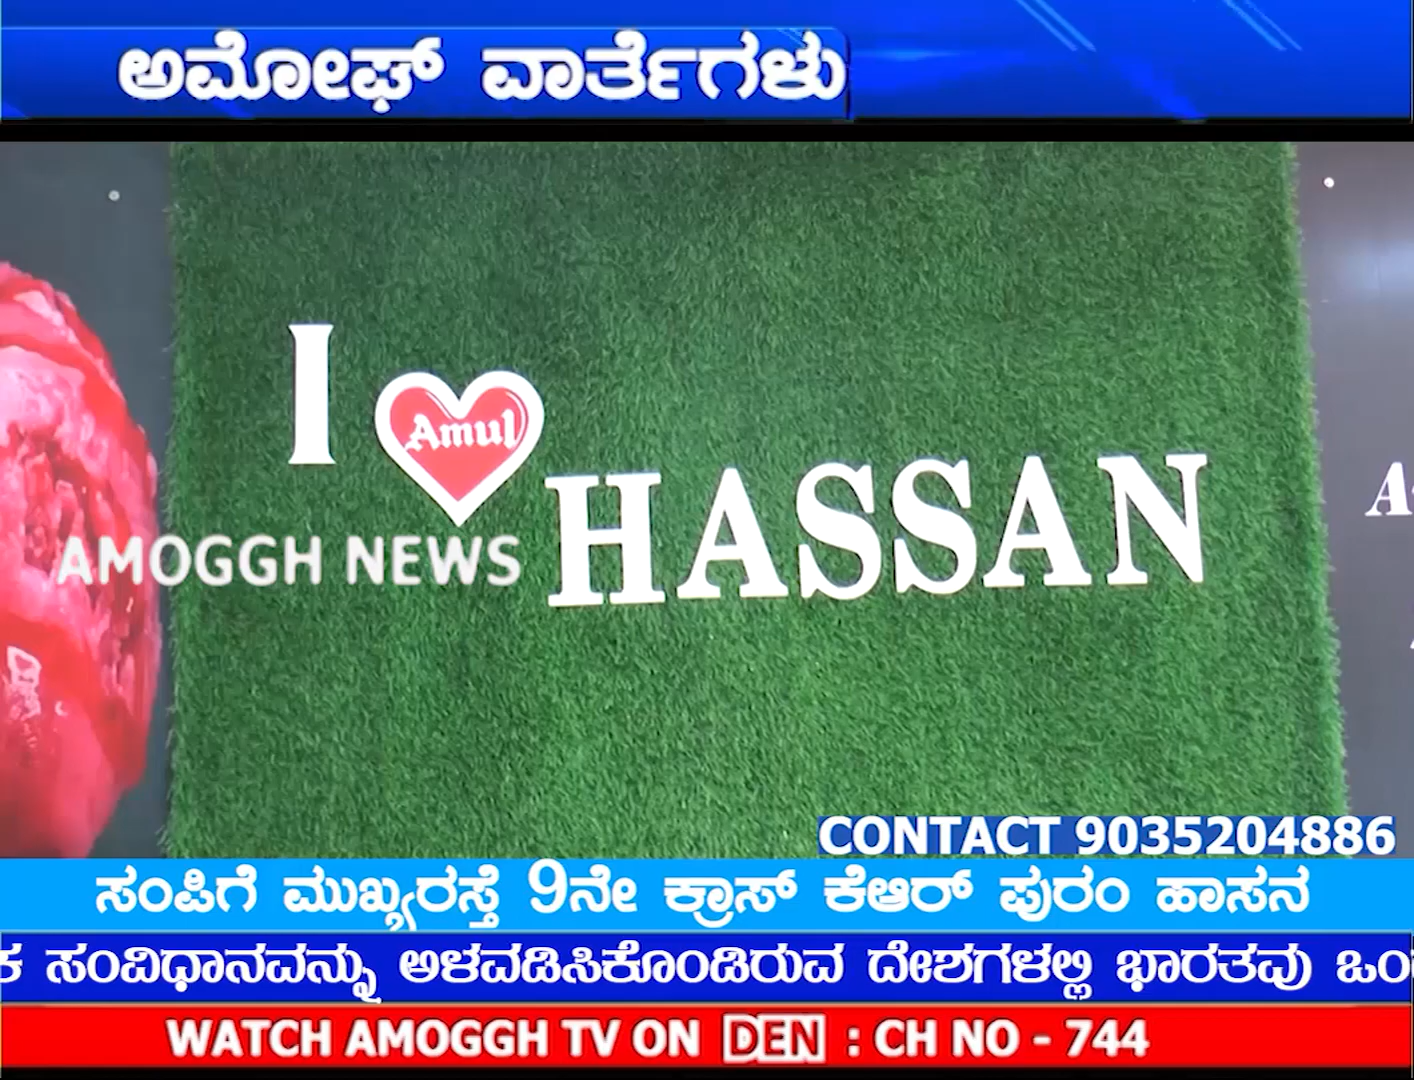 ಅಮೋಘ್ ವಾರ್ತೆಗಳು
I Amul HASSAN
AMOGGH NEWS
CONTACT 9035204886
ಸಂಪಿಗೆ ಮುಖ್ಯರಸ್ತೆ 9ನೇ ಕ್ರಾಸ್ ಕೆಆರ್ ಪುರಂ ಹಾಸನ
ಸಂವಿಧಾನವನ್ನು ಅಳವಡಿಸಿಕೊಂಡಿರುವ ದೇಶಗಳಲ್ಲಿ ಭಾರತವು
WATCH AMOGGH TV ON DEN : CH NO - 744